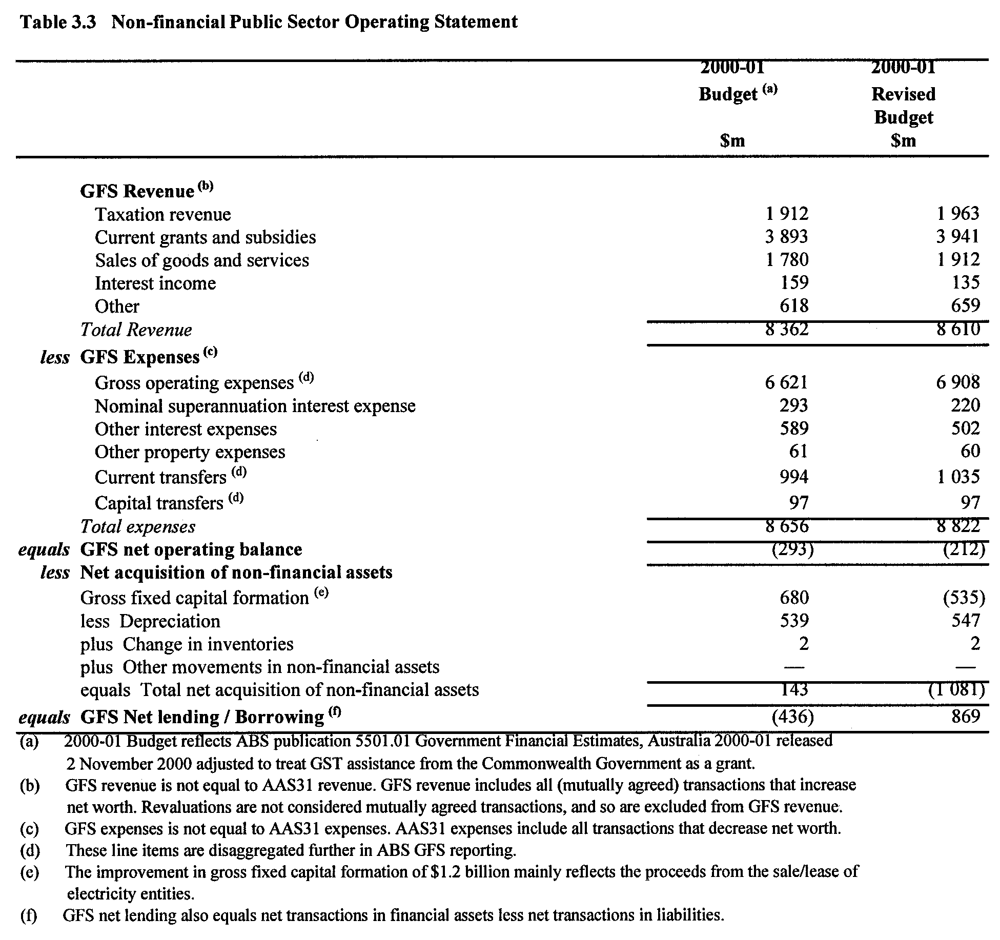 Table 3.3 Non-financial Public Sector Operating Statement
2000-01 2000-01
Budget (a) Revised
Budget
$m $m
GFS Revenue (b)
Taxation revenue 1 912 1 963
Current grants and subsidies 3 893 3 941
Sales of goods and services 1 780 1 912
Interest income 159 135
Other 618 659
Total Revenue 8 362 8 610
less GFS Expenses (c)
Gross operating expenses (d) 6 621 6 908
Nominal superannuation interest expense 293 220
Other interest expenses 589 502
Other property expenses 61 60
Current transfers (d) 994 1 035
Capital transfers (d) 97 97
Total expenses 8 656 8 822
equals GFS net operating balance (293) (212)
less Net acquisition of non-financial assets
Gross fixed capital formation (e) 680 (535)
less Depreciation 539 547
plus Change in inventories 2 2
plus Other movements in non-financial assets — —
equals Total net acquisition of non-financial assets 143 (1 081)
equals GFS Net lending / Borrowing (f) (436) 869
(a) 2000-01 Budget reflects ABS publication 5501.01 Government Financial Estimates, Australia 2000-01 released
2 November 2000 adjusted to treat GST assistance from the Commonwealth Government as a grant.
(b) GFS revenue is not equal to AAS31 revenue. GFS revenue includes all (mutually agreed) transactions that increase
net worth. Revaluations are not considered mutually agreed transactions, and so are excluded from GFS revenue.
(c) GFS expenses is not equal to AAS31 expenses. AAS31 expenses include all transactions that decrease net worth.
(d) These line items are disaggregated further in ABS GFS reporting.
(e) The improvement in gross fixed capital formation of $1.2 billion mainly reflects the proceeds from the sale/lease of
electricity entities.
(f) GFS net lending also equals net transactions in financial assets less net transactions in liabilities.